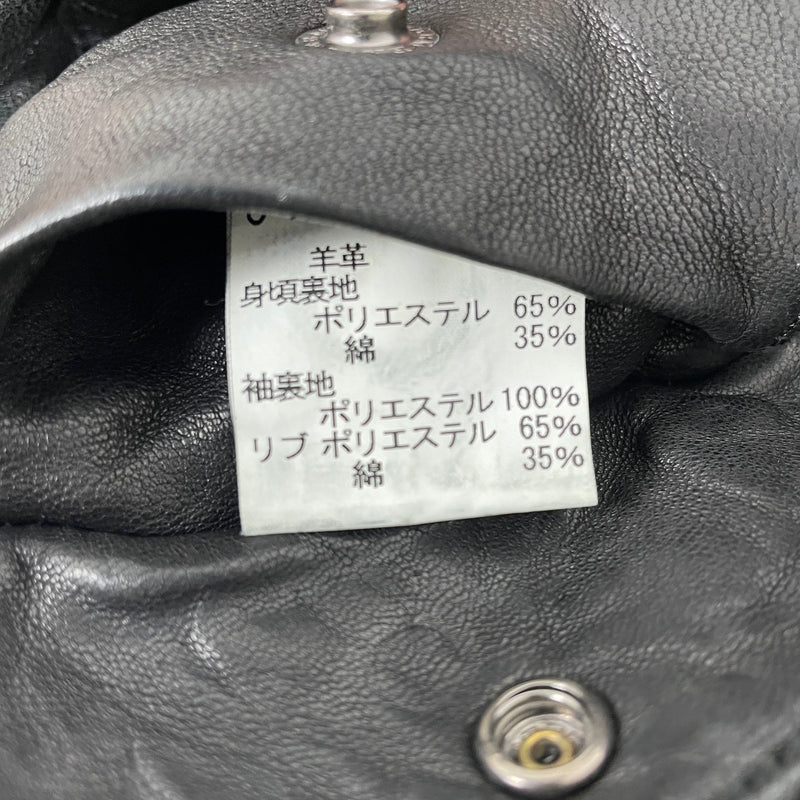 羊革
身頃裏地
ポリエステル 65%
綿 35%
袖裏地
ポリエステル 100%
リブ ポリエステル 65%
綿 35%